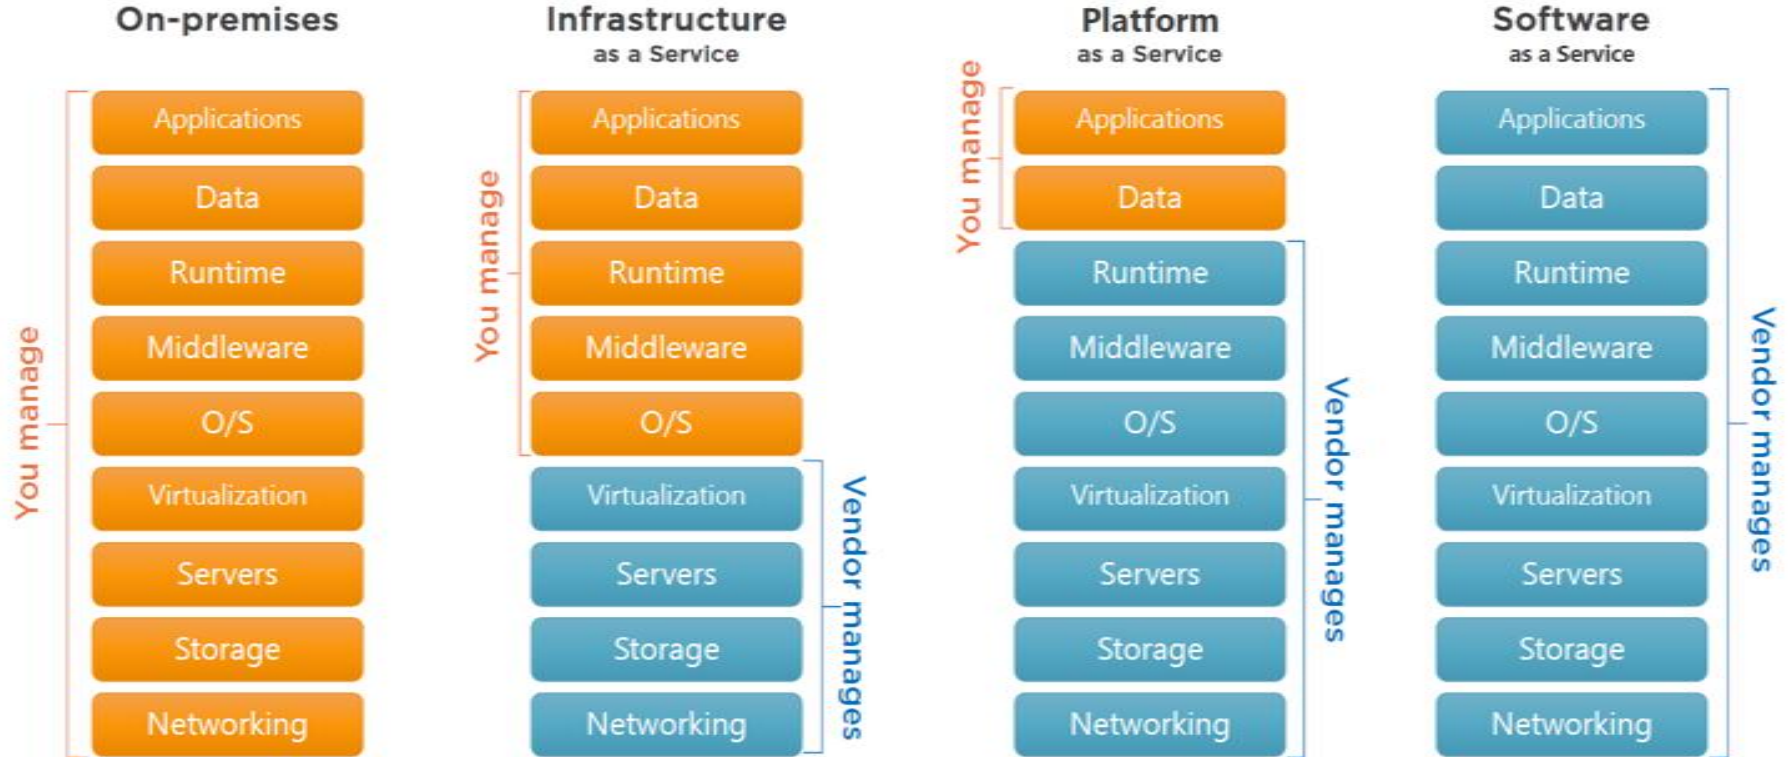 On-premises
You manage
Applications
Data
Runtime
Middleware
O/S
Virtualization
Servers
Storage
Networking
Infrastructure
as a Service
You manage
Applications
Data
Runtime
Middleware
O/S
Virtualization
Servers
Storage
Networking
Vendor manages
Platform
as a Service
You manage
Applications
Data
Runtime
Middleware
O/S
Virtualization
Servers
Storage
Networking
Vendor manages
Software
as a Service
Applications
Data
Runtime
Middleware
O/S
Virtualization
Servers
Storage
Networking
Vendor manages